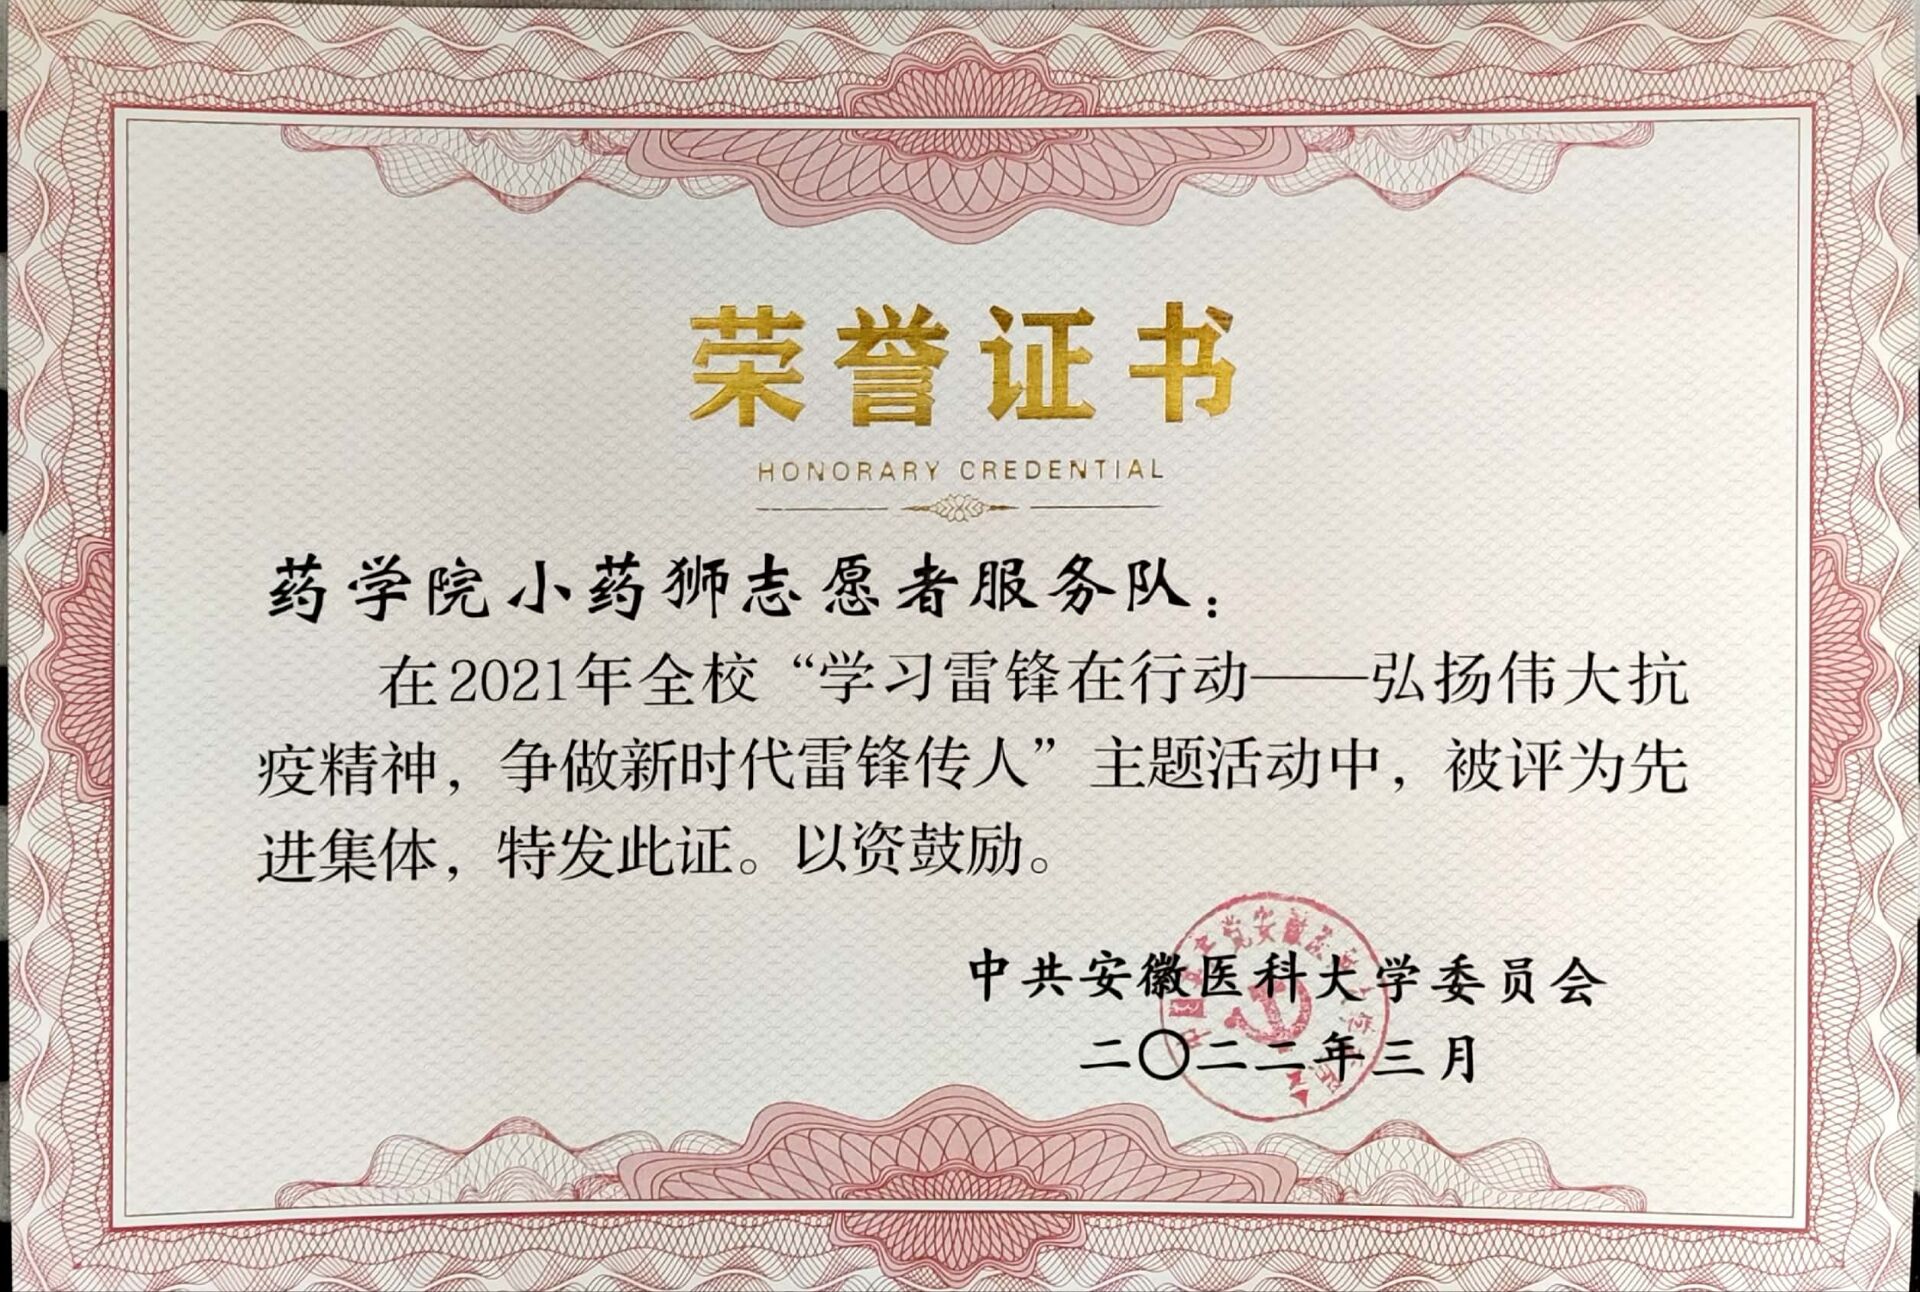 荣誉证书
HONORARY CREDENTIAL
药学院小药狮志愿者服务队：
在2021年全校“学习雷锋在行动——弘扬伟大抗
疫精神，争做新时代雷锋传人”主题活动中，被评为先
进集体，特发此证。以资鼓励。
中共安徽医科大学委员会
二〇二二年三月